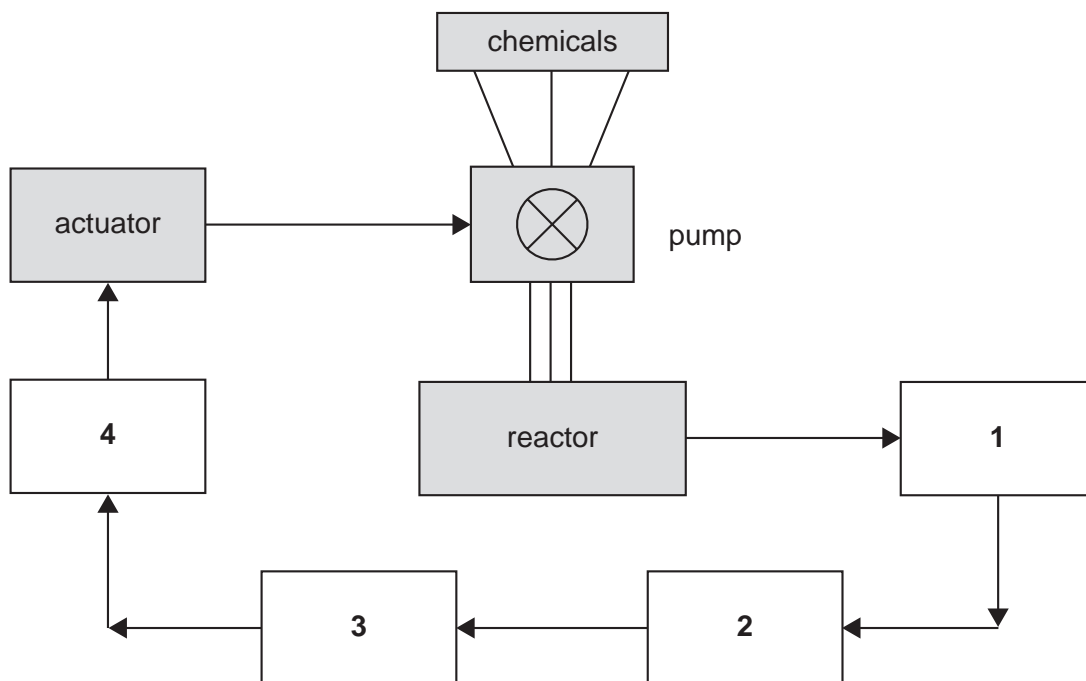 chemicals
actuator
pump
4
reactor
1
3
2